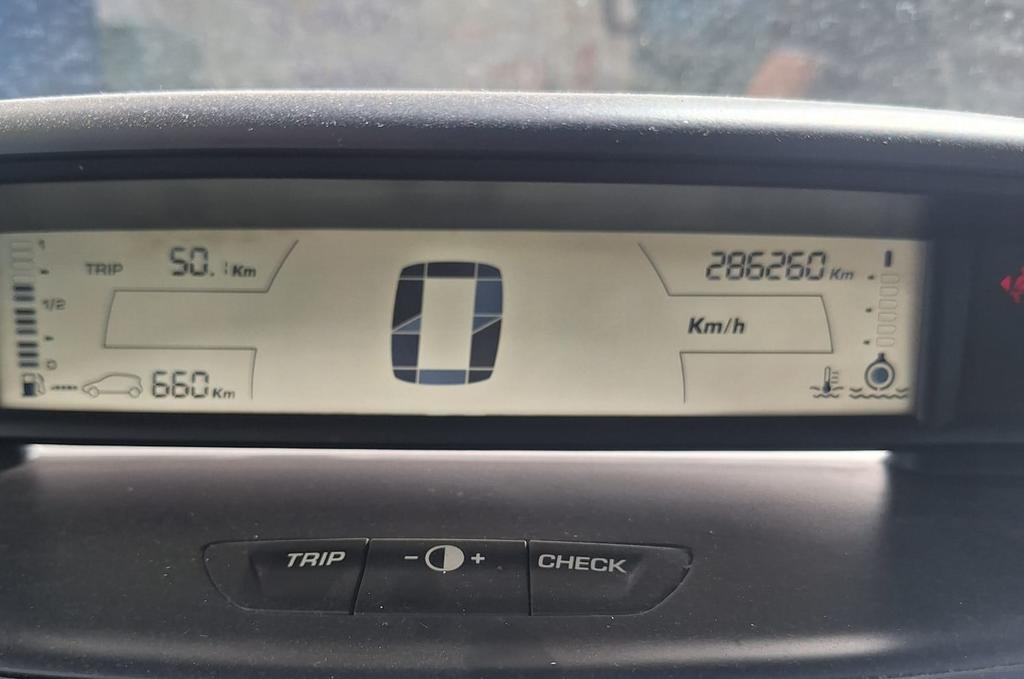 1
TRIP 50.1 Km
286260 Km
1/2
0
Km/h
0
660 Km
TRIP
- +
CHECK